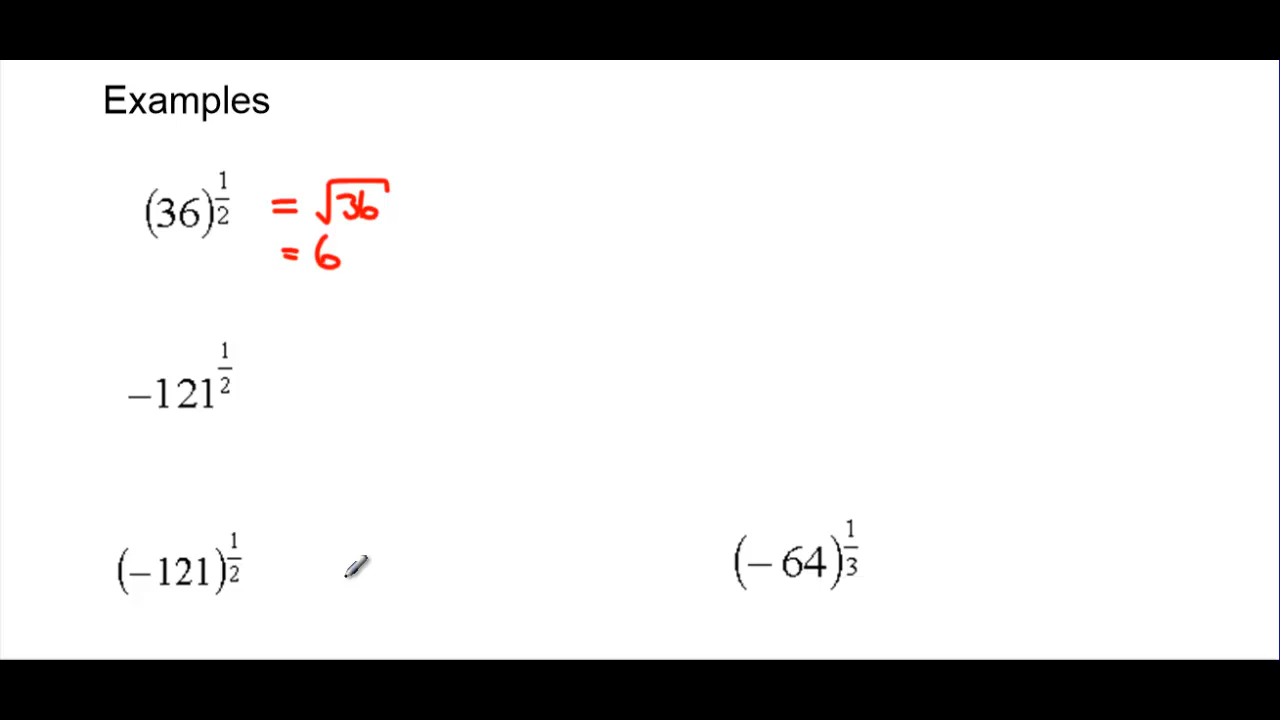 Examples
(36)^(1/2) = √36
= 6
−121^(1/2)
(−121)^(1/2)
(−64)^(1/3)